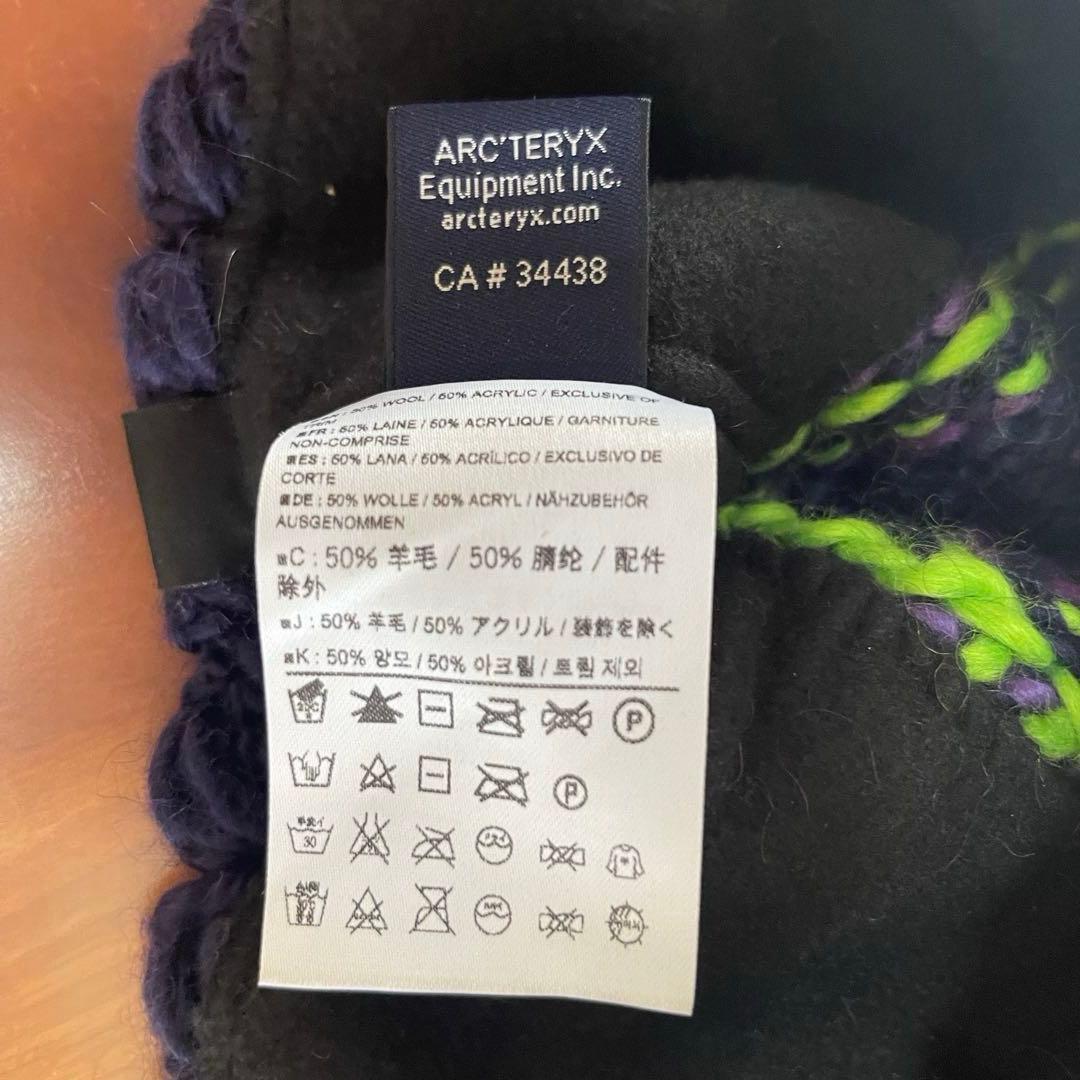 ARC'TERYX
Equipment Inc.
arcteryx.com
CA # 34438
50% WOOL / 50% ACRYLIC / EXCLUSIVE OF
TRIM
FR : 50% LAINE / 50% ACRYLIQUE / GARNITURE
NON-COMPRISE
ES : 50% LANA / 50% ACRÍLICO / EXCLUSIVO DE
CORTE
DE : 50% WOLLE / 50% ACRYL / NÄHZUBEHÖR
AUSGENOMMEN
C : 50% 羊毛 / 50% 腈纶 / 配件
除外
J : 50% 羊毛 / 50% アクリル / 装飾を除く
K : 50% 양모 / 50% 아크릴 / 트림 제외
P
P
30